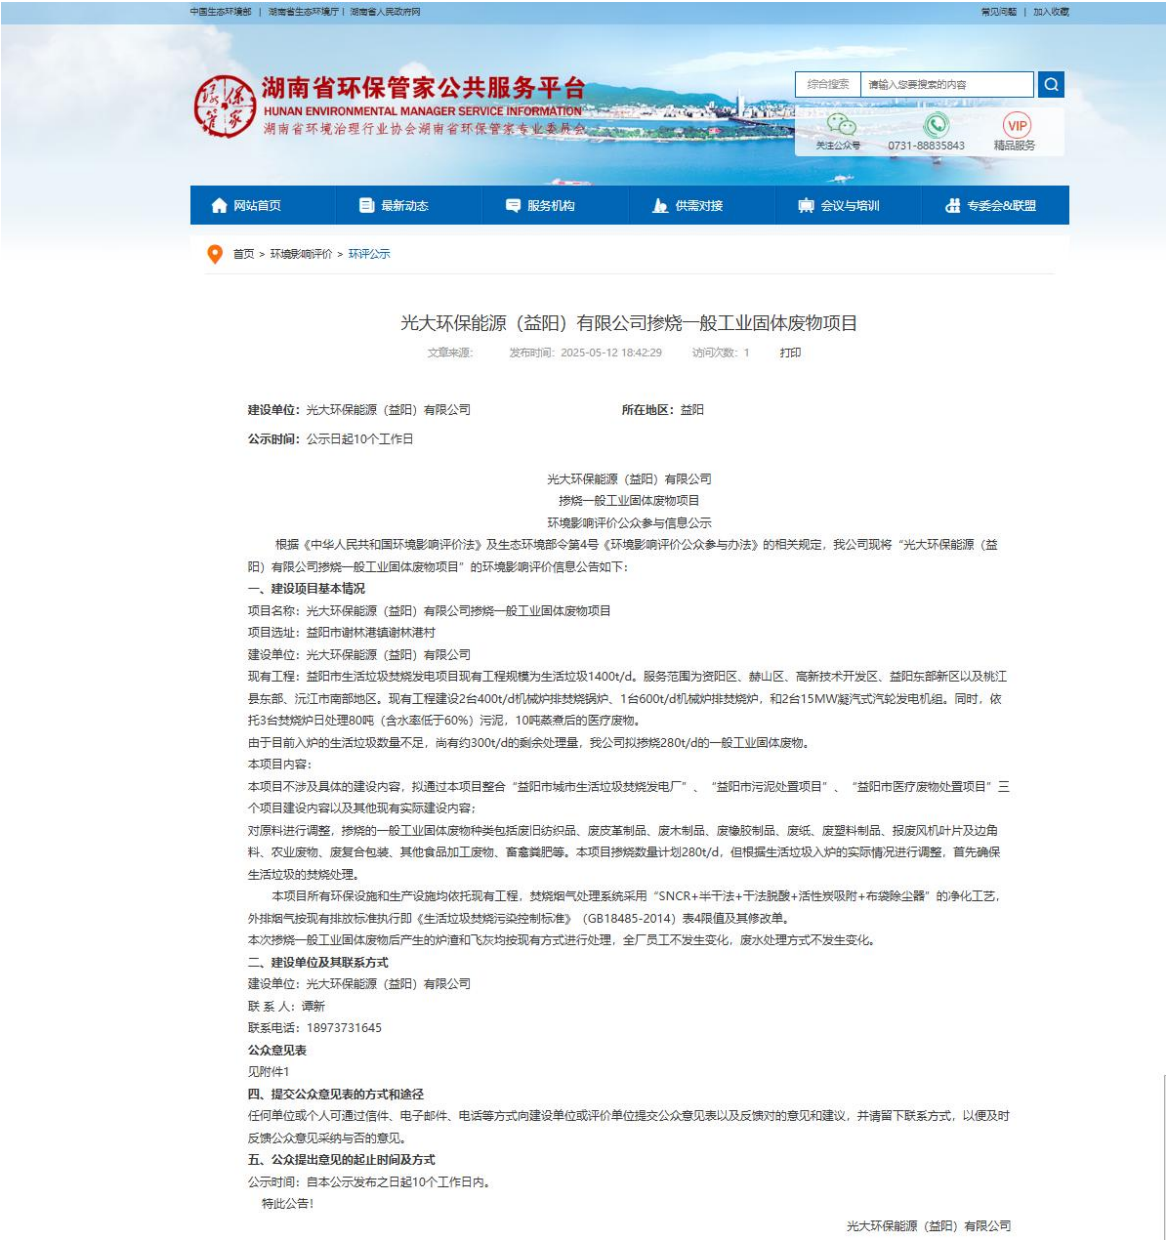 中国生态环境部 | 湖南省生态环境厅 | 湖南省人民政府网
常见问题 | 加入收藏
湖南省环保管家公共服务平台
HUNAN ENVIRONMENTAL MANAGER SERVICE INFORMATION
湖南省环境治理行业协会湖南省环保管家专业委员会
环保管家
综合搜索 请输入您要搜索的内容
关注公众号 0731-88835843 VIP 精品服务
网站首页 最新动态 服务机构 供需对接 会议与培训 专委会&联盟
首页 > 环境影响评价 > 环评公示
光大环保能源（益阳）有限公司掺烧一般工业固体废物项目
文章来源： 发布时间：2025-05-12 18:42:29 访问次数：1 打印
建设单位：光大环保能源（益阳）有限公司 所在地区：益阳
公示时间：公示日起10个工作日
光大环保能源（益阳）有限公司
掺烧一般工业固体废物项目
环境影响评价公众参与信息公示
根据《中华人民共和国环境影响评价法》及生态环境部令第4号《环境影响评价公众参与办法》的相关规定，我公司现将“光大环保能源（益
阳）有限公司掺烧一般工业固体废物项目”的环境影响评价信息公告如下：
一、建设项目基本情况
项目名称：光大环保能源（益阳）有限公司掺烧一般工业固体废物项目
项目选址：益阳市谢林港镇谢林港村
建设单位：光大环保能源（益阳）有限公司
现有工程：益阳市生活垃圾焚烧发电项目现有工程规模为生活垃圾1400t/d。服务范围为资阳区、赫山区、高新技术开发区、益阳东部新区以及桃江
县东部、沅江市南部地区。现有工程建设2台400t/d机械炉排焚烧锅炉、1台600t/d机械炉排焚烧炉，和2台15MW凝汽式汽轮发电机组。同时，依
托3台焚烧炉日处理80吨（含水率低于60%）污泥，10吨蒸煮后的医疗废物。
由于目前入炉的生活垃圾数量不足，尚有约300t/d的剩余处理量，我公司拟掺烧280t/d的一般工业固体废物。
本项目内容：
本项目不涉及具体的建设内容，拟通过本项目整合“益阳市城市生活垃圾焚烧发电厂”、“益阳市污泥处置项目”、“益阳市医疗废物处置项目”三
个项目建设内容以及其他现有实际建设内容；
对原料进行调整，掺烧的一般工业固体废物种类包括废旧纺织品、废皮革制品、废木制品、废橡胶制品、废纸、废塑料制品、报废风机叶片及边角
料、农业废物、废复合包装、其他食品加工废物、畜禽粪肥等。本项目掺烧数量计划280t/d，但根据生活垃圾入炉的实际情况进行调整，首先确保
生活垃圾的焚烧处理。
本项目所有环保设施和生产设施均依托现有工程，焚烧烟气处理系统采用“SNCR+半干法+干法脱酸+活性炭吸附+布袋除尘器”的净化工艺，
外排烟气按现有排放标准执行即《生活垃圾焚烧污染控制标准》（GB18485-2014）表4限值及其修改单。
本次掺烧一般工业固体废物后产生的炉渣和飞灰均按现有方式进行处理，全厂员工不发生变化，废水处理方式不发生变化。
二、建设单位及其联系方式
建设单位：光大环保能源（益阳）有限公司
联 系 人：谭新
联系电话：18973731645
公众意见表
见附件1
四、提交公众意见表的方式和途径
任何单位或个人可通过信件、电子邮件、电话等方式向建设单位或评价单位提交公众意见表以及反馈对的意见和建议，并请留下联系方式，以便及时
反馈公众意见采纳与否的意见。
五、公众提出意见的起止时间及方式
公示时间：自本公示发布之日起10个工作日内。
特此公告！
光大环保能源（益阳）有限公司